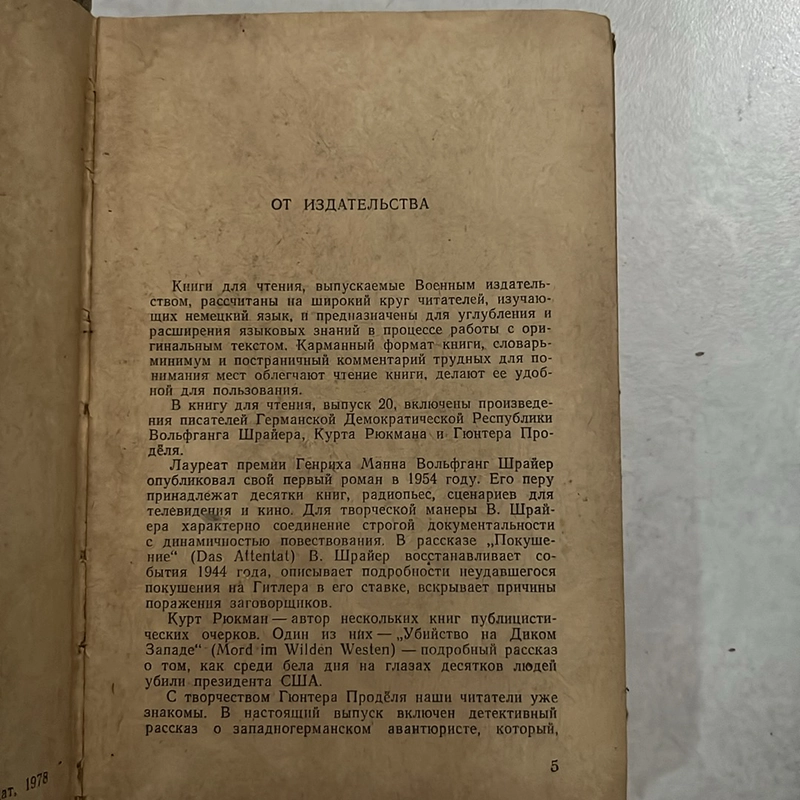 ОТ ИЗДАТЕЛЬСТВА
Книги для чтения, выпускаемые Военным издатель-
ством, рассчитаны на широкий круг читателей, изучаю-
щих немецкий язык, и предназначены для углубления и
расширения языковых знаний в процессе работы с ори-
гинальным текстом. Карманный формат книги, словарь-
минимум и постраничный комментарий трудных для по-
нимания мест облегчают чтение книги, делают ее удоб-
ной для пользования.
В книгу для чтения, выпуск 20, включены произведе-
ния писателей Германской Демократической Республики
Вольфганга Шрайера, Курта Рюкмана и Гюнтера Про-
дёля.
Лауреат премии Генриха Манна Вольфганг Шрайер
опубликовал свой первый роман в 1954 году. Его перу
принадлежат десятки книг, радиопьес, сценариев для
телевидения и кино. Для творческой манеры В. Шрай-
ера характерно соединение строгой документальности
с динамичностью повествования. В рассказе „Покуше-
ние“ (Das Attentat) В. Шрайер восстанавливает со-
бытия 1944 года, описывает подробности неудавшегося
покушения на Гитлера в его ставке, вскрывает причины
поражения заговорщиков.
Курт Рюкман — автор нескольких книг публицисти-
ческих очерков. Один из них — „Убийство на Диком
Западе“ (Mord im Wilden Westen) — подробный рассказ
о том, как среди бела дня на глазах десятков людей
убили президента США.
С творчеством Гюнтера Продёля наши читатели уже
знакомы. В настоящий выпуск включен детективный
рассказ о западногерманском авантюристе, который,
5
ат, 1978